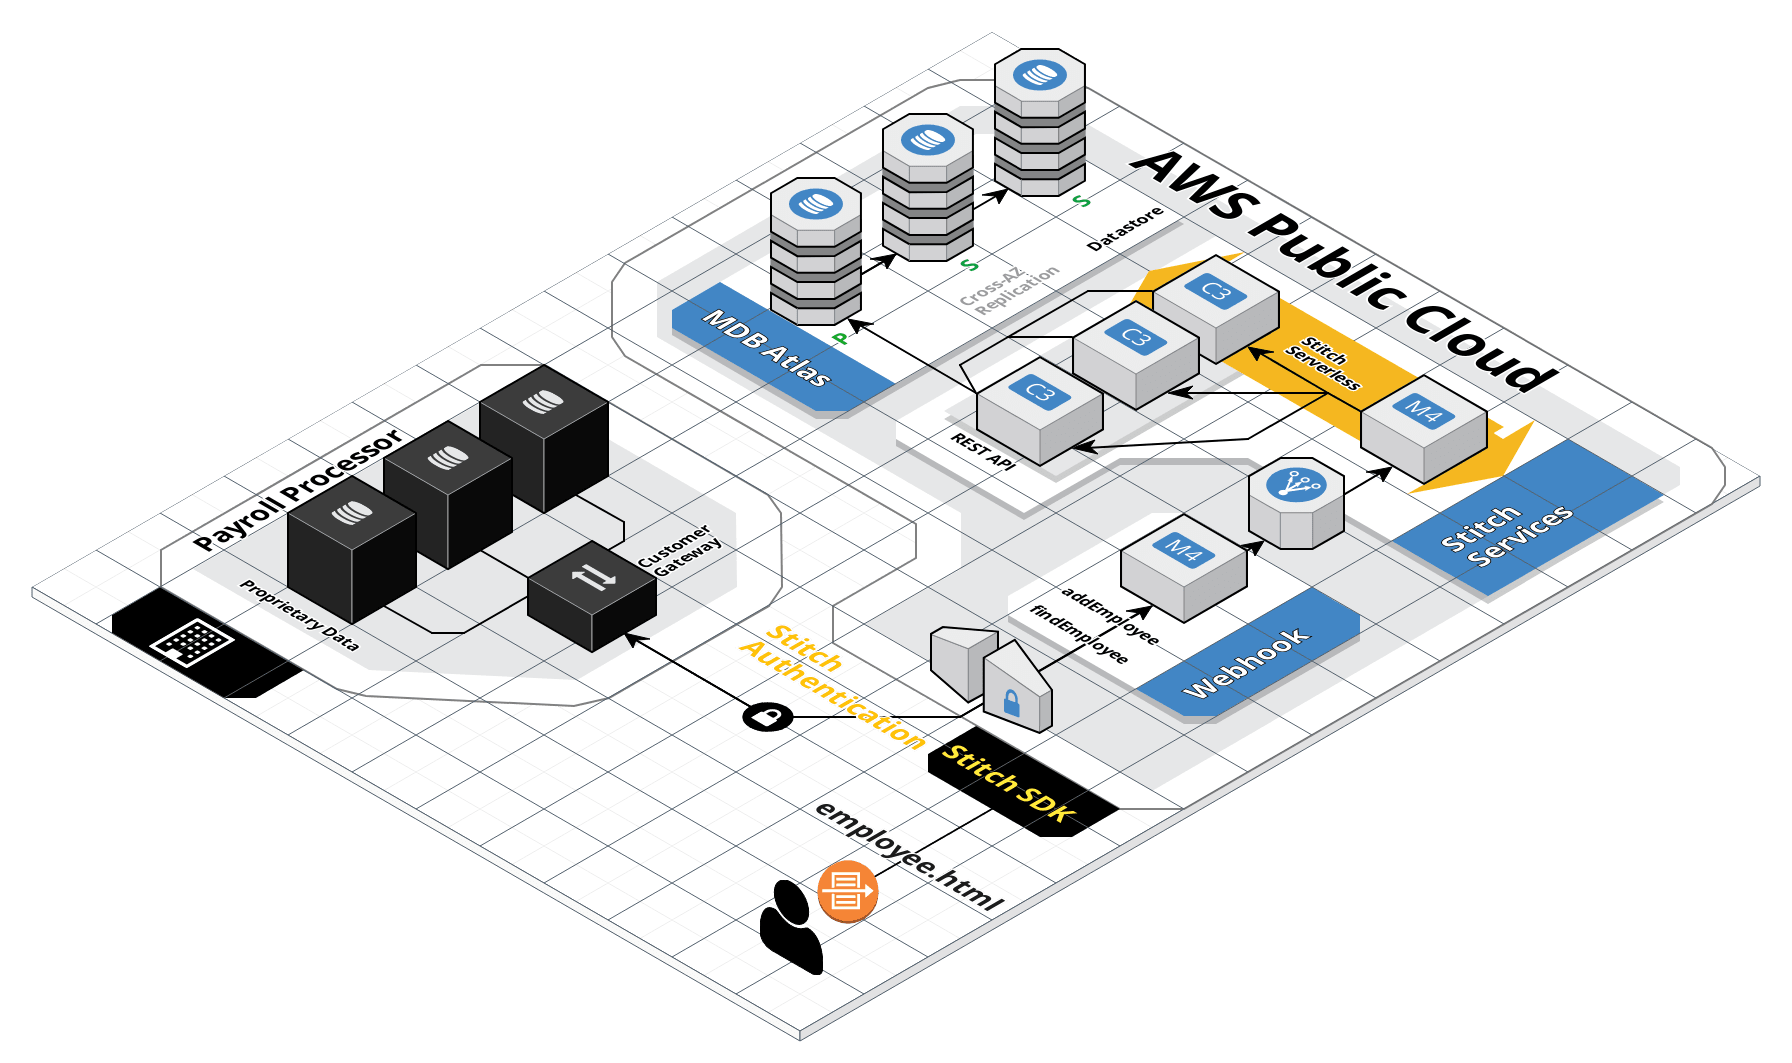 AWS Public Cloud
S
Datastore
S
Cross-AZ
Replication
P
MDB Atlas
C3
C3
C3
Stitch
Serverless
M4
REST API
Stitch
Services
M4
addEmployee
findEmployee
Webhook
Payroll Processor
Proprietary Data
Customer
Gateway
Stitch
Authentication
Stitch SDK
employee.html